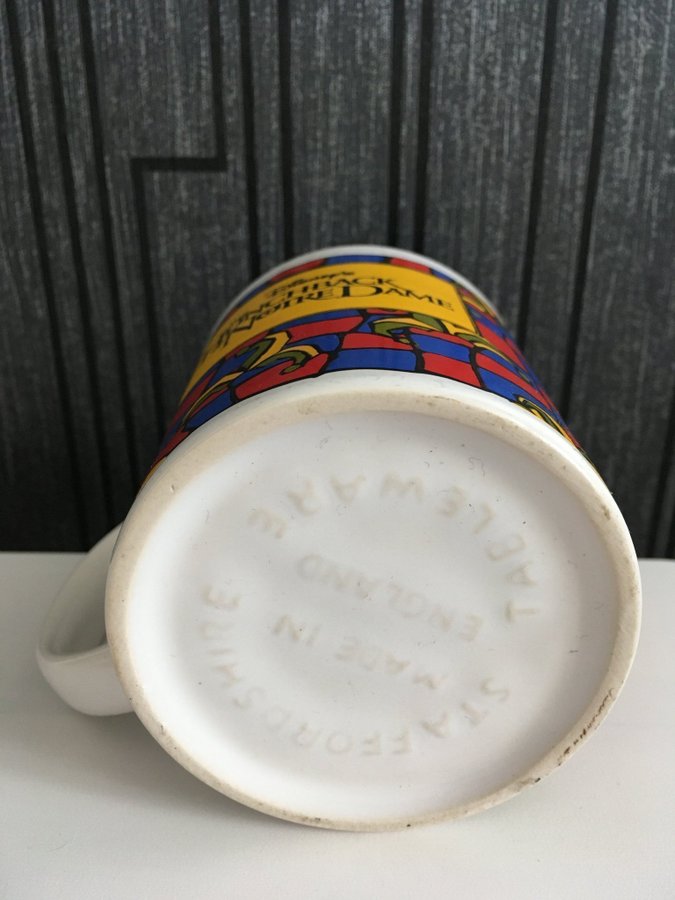 Disney's
HUNCHBACK
NOTRE DAME
STAFFORDSHIRE TABLEWARE
MADE IN
ENGLAND